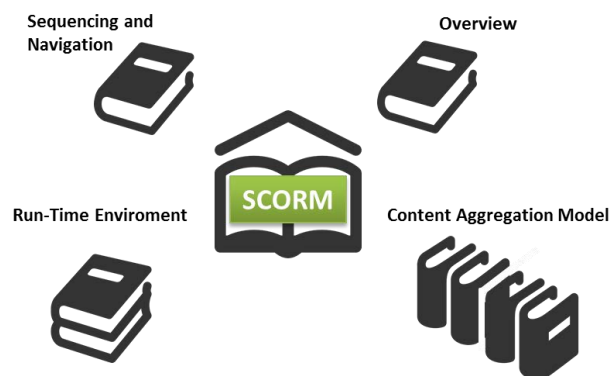 Sequencing and
Navigation
Overview
SCORM
Run-Time Enviroment
Content Aggregation Model